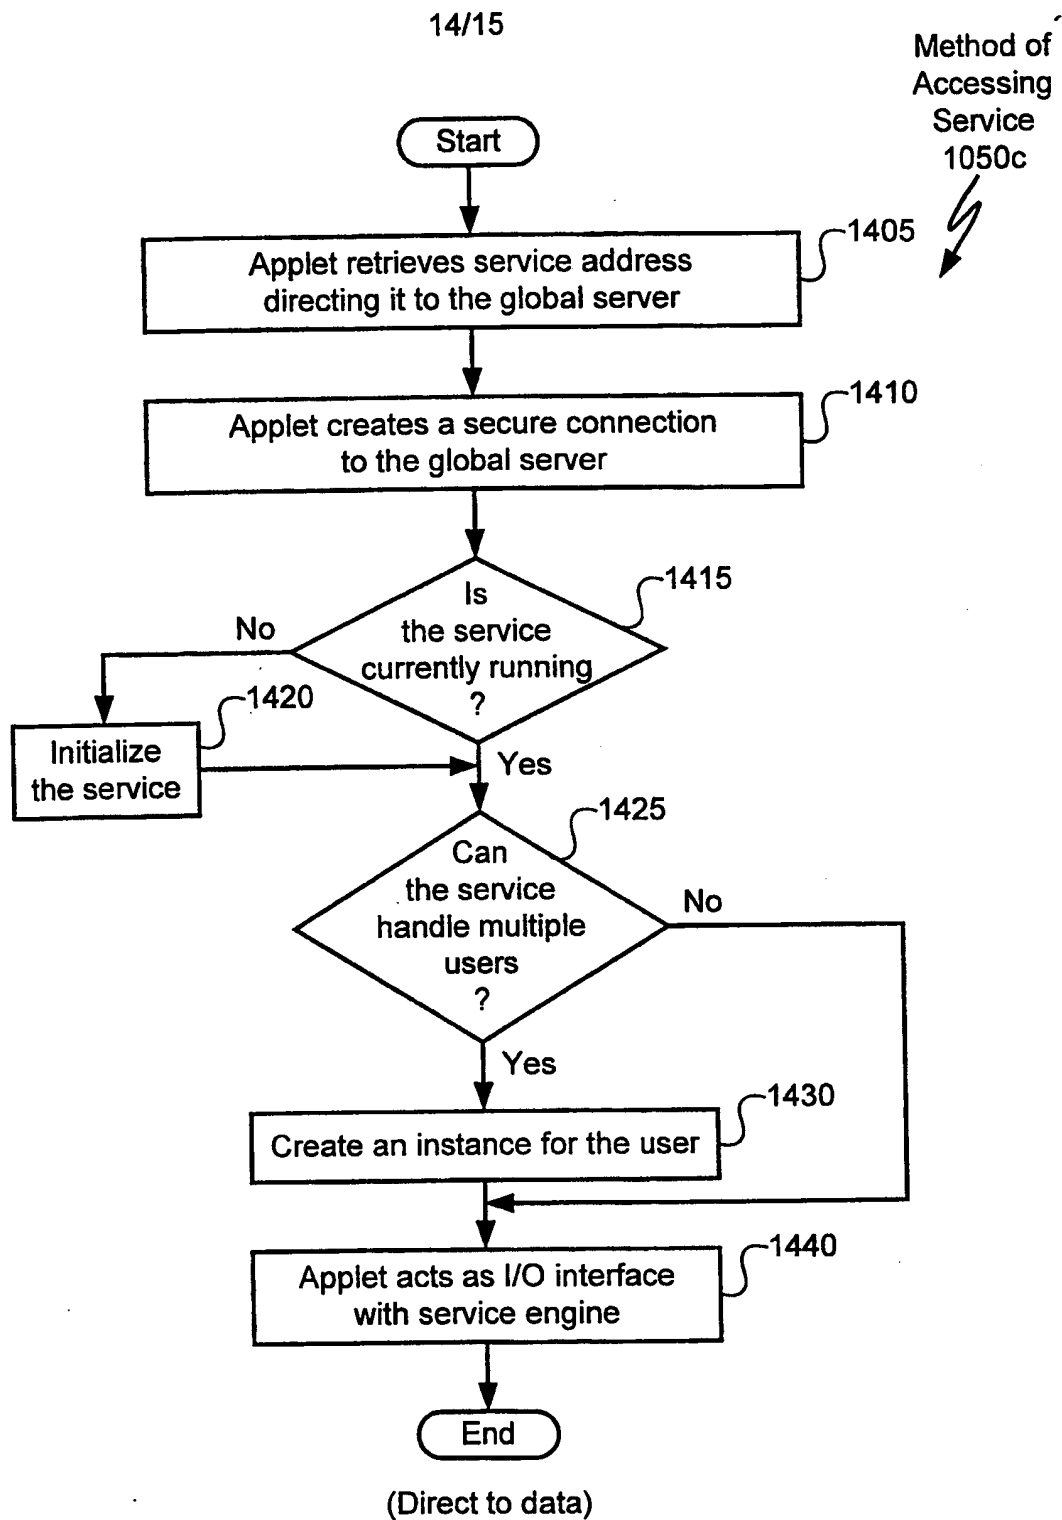 14/15
Method of
Accessing
Service
1050c
Start
1405
Applet retrieves service address
directing it to the global server
1410
Applet creates a secure connection
to the global server
1415
Is
the service
currently running
?
No
1420
Initialize
the service
Yes
1425
Can
the service
handle multiple
users
?
No
Yes
1430
Create an instance for the user
1440
Applet acts as I/O interface
with service engine
End
(Direct to data)